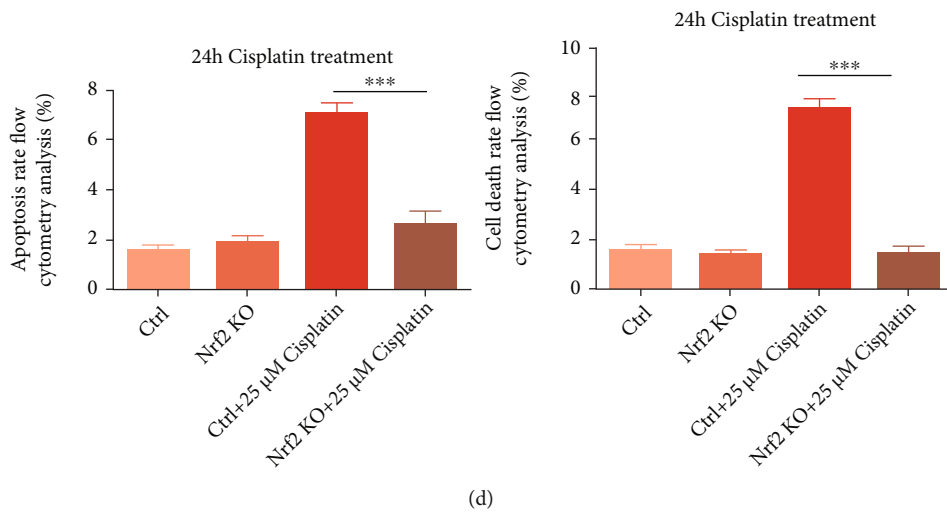 24h Cisplatin treatment
Apoptosis rate flow
cytometry analysis (%)
8
6
4
2
0
***
Ctrl
Nrf2 KO
Ctrl+25 µM Cisplatin
Nrf2 KO+25 µM Cisplatin
24h Cisplatin treatment
Cell death rate flow
cytometry analysis (%)
10
8
6
4
2
0
***
Ctrl
Nrf2 KO
Ctrl+25 µM Cisplatin
Nrf2 KO+25 µM Cisplatin
(d)